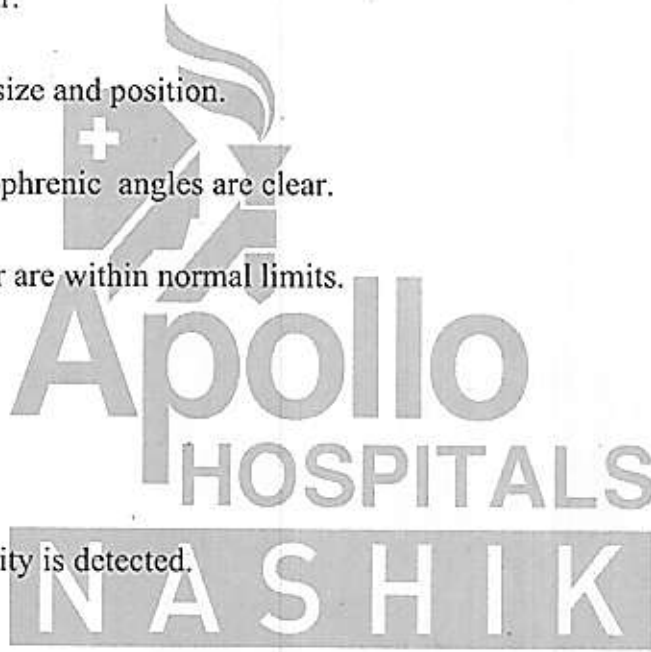 r.
size and position.
phrenic angles are clear.
r are within normal limits.
Apollo
HOSPITALS
ity is detected.
NASHIK